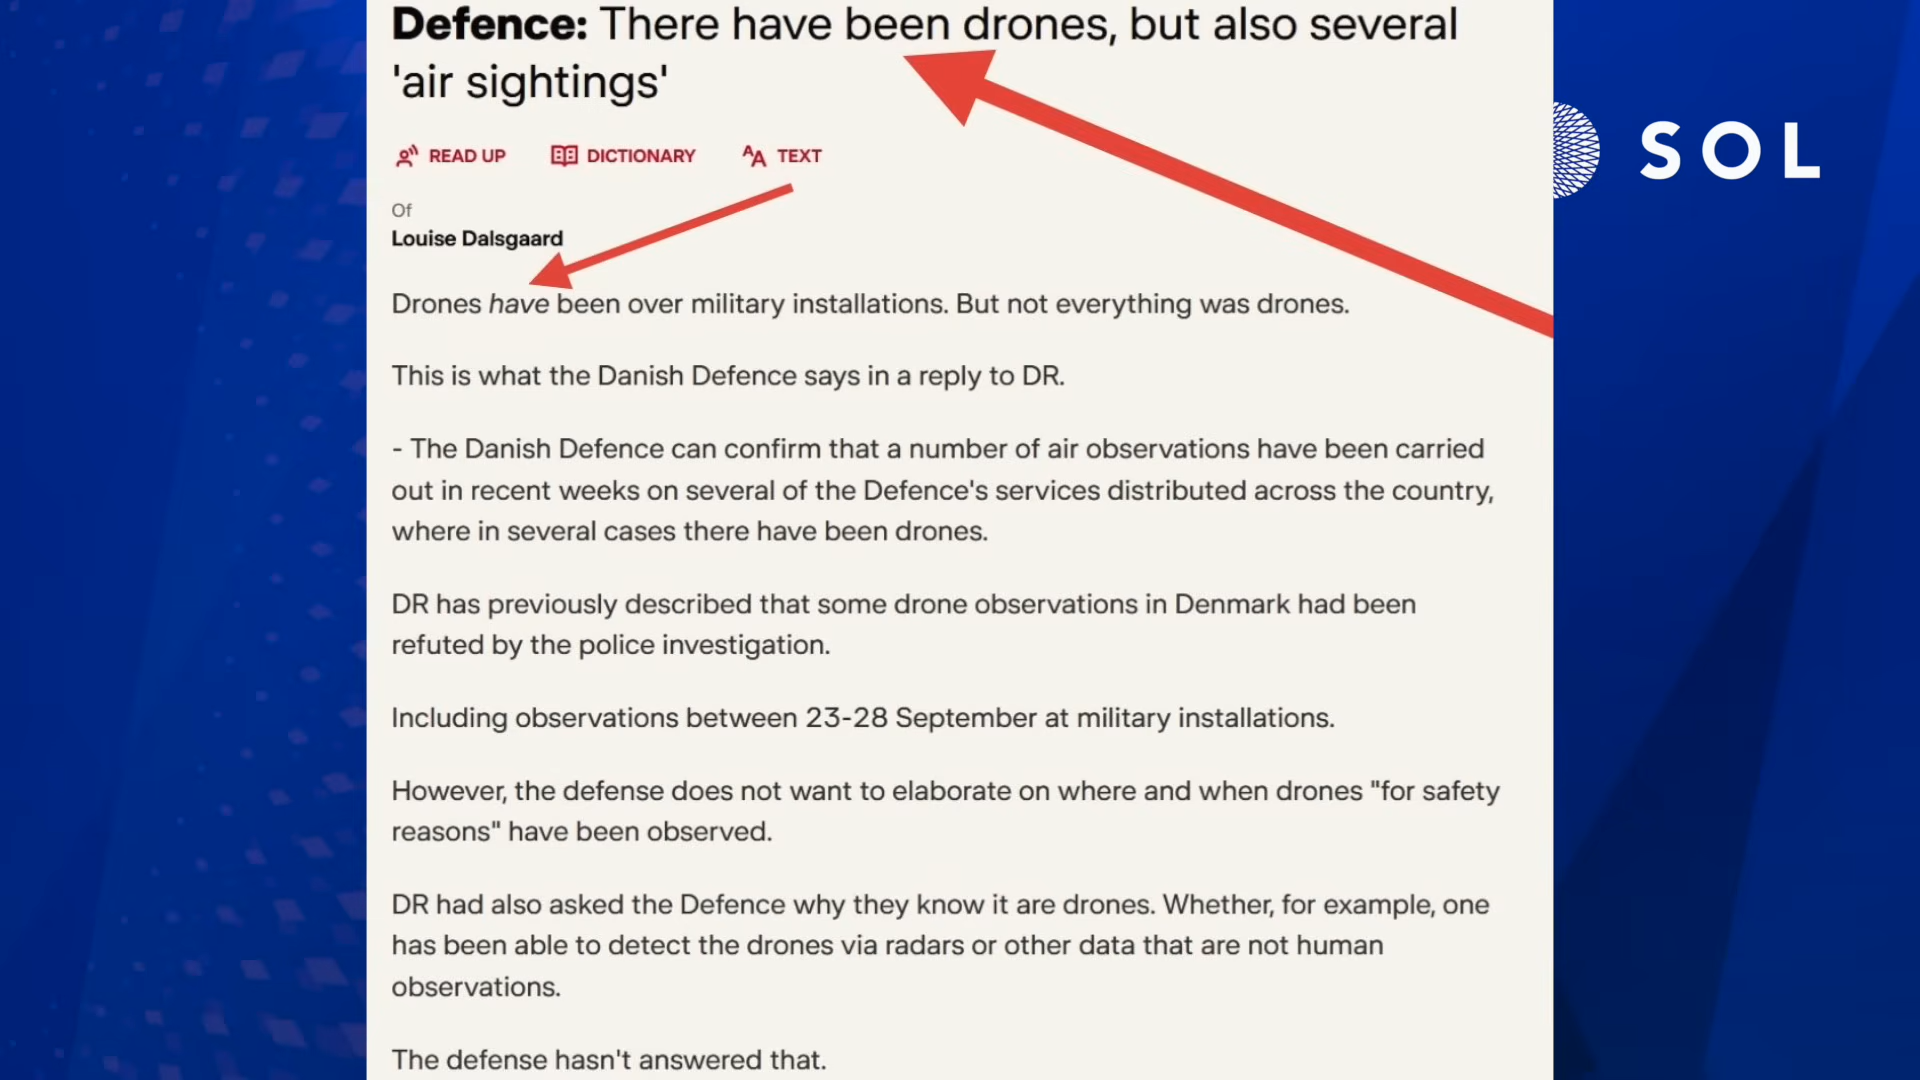 Defence: There have been drones, but also several
'air sightings'
READ UP DICTIONARY AA TEXT
SOL
Of
Louise Dalsgaard
Drones have been over military installations. But not everything was drones.
This is what the Danish Defence says in a reply to DR.
- The Danish Defence can confirm that a number of air observations have been carried
out in recent weeks on several of the Defence's services distributed across the country,
where in several cases there have been drones.
DR has previously described that some drone observations in Denmark had been
refuted by the police investigation.
Including observations between 23-28 September at military installations.
However, the defense does not want to elaborate on where and when drones "for safety
reasons" have been observed.
DR had also asked the Defence why they know it are drones. Whether, for example, one
has been able to detect the drones via radars or other data that are not human
observations.
The defense hasn't answered that.